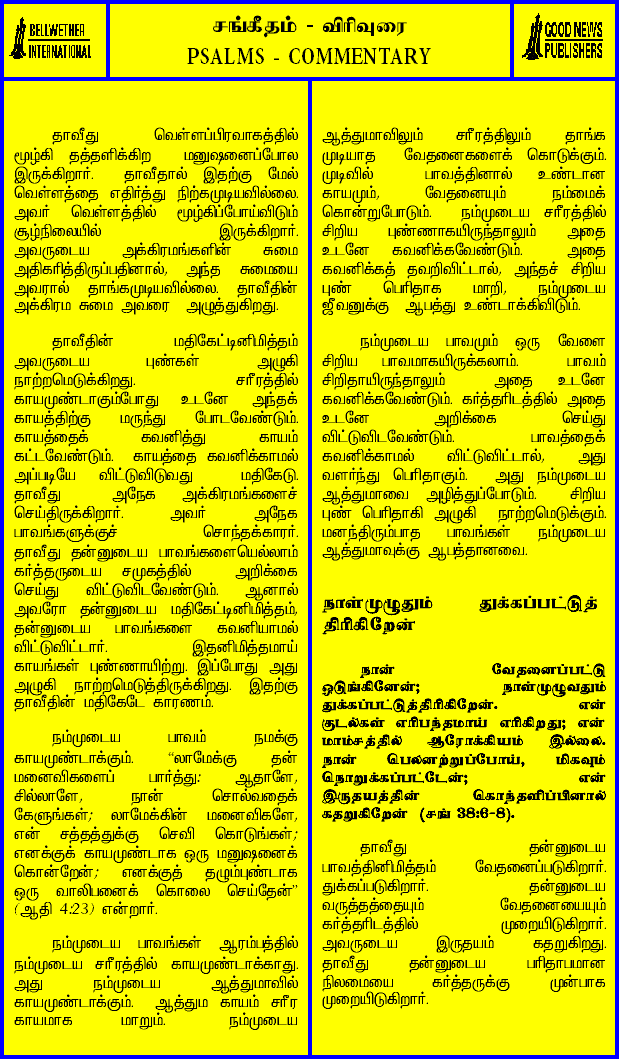 BELLWETHER
INTERNATIONAL
சங்கீதம் - விரிவுரை
PSALMS - COMMENTARY
GOOD NEWS
PUBLISHERS
தாவீது வெள்ளப்பிரவாகத்தில்
மூழ்கி தத்தளிக்கிற மனுஷனைப்போல
இருக்கிறார். தாவீதால் இதற்கு மேல்
வெள்ளத்தை எதிர்த்து நிற்கமுடியவில்லை.
அவர் வெள்ளத்தில் மூழ்கிப்போய்விடும்
சூழ்நிலையில் இருக்கிறார்.
அவருடைய அக்கிரமங்களின் சுமை
அதிகரித்திருப்பதினால், அந்த சுமையை
அவரால் தாங்கமுடியவில்லை. தாவீதின்
அக்கிரம சுமை அவரை அழுத்துகிறது.
தாவீதின் மதிகேட்டினிமித்தம்
அவருடைய புண்கள் அழுகி
நாற்றமெடுக்கிறது. சரீரத்தில்
காயமுண்டாகும்போது உடனே அந்தக்
காயத்திற்கு மருந்து போடவேண்டும்.
காயத்தைக் கவனித்து காயம்
கட்டவேண்டும். காயத்தை கவனிக்காமல்
அப்படியே விட்டுவிடுவது மதிகேடு.
தாவீது அநேக அக்கிரமங்களைச்
செய்திருக்கிறார். அவர் அநேக
பாவங்களுக்குச் சொந்தக்காரர்.
தாவீது தன்னுடைய பாவங்களையெல்லாம்
கர்த்தருடைய சமுகத்தில் அறிக்கை
செய்து விட்டுவிடவேண்டும். ஆனால்
அவரோ தன்னுடைய மதிகேட்டினிமித்தம்,
தன்னுடைய பாவங்களை கவனியாமல்
விட்டுவிட்டார். இதனிமித்தமாய்
காயங்கள் புண்ணாயிற்று. இப்போது அது
அழுகி நாற்றமெடுத்திருக்கிறது. இதற்கு
தாவீதின் மதிகேடே காரணம்.
நம்முடைய பாவம் நமக்கு
காயமுண்டாக்கும். "லாமேக்கு தன்
மனைவிகளைப் பார்த்து: ஆதாளே,
சில்லாளே, நான் சொல்வதைக்
கேளுங்கள்; லாமேக்கின் மனைவிகளே,
என் சத்தத்துக்கு செவி கொடுங்கள்;
எனக்குக் காயமுண்டாக ஒரு மனுஷனைக்
கொன்றேன்; எனக்குத் தழும்புண்டாக
ஒரு வாலிபனைக் கொலை செய்தேன்"
(ஆதி 4:23) என்றார்.
நம்முடைய பாவங்கள் ஆரம்பத்தில்
நம்முடைய சரீரத்தில் காயமுண்டாக்காது.
அது நம்முடைய ஆத்துமாவில்
காயமுண்டாக்கும். ஆத்தும காயம் சரீர
காயமாக மாறும். நம்முடைய
ஆத்துமாவிலும் சரீரத்திலும் தாங்க
முடியாத வேதனைகளைக் கொடுக்கும்.
முடிவில் பாவத்தினால் உண்டான
காயமும், வேதனையும் நம்மைக்
கொன்றுபோடும். நம்முடைய சரீரத்தில்
சிறிய புண்ணாகயிருந்தாலும் அதை
உடனே கவனிக்கவேண்டும். அதை
கவனிக்கத் தவறிவிட்டால், அந்தச் சிறிய
புண் பெரிதாக மாறி, நம்முடைய
ஜீவனுக்கு ஆபத்து உண்டாக்கிவிடும்.
நம்முடைய பாவமும் ஒரு வேளை
சிறிய பாவமாகயிருக்கலாம். பாவம்
சிறிதாயிருந்தாலும் அதை உடனே
கவனிக்கவேண்டும். கர்த்தரிடத்தில் அதை
உடனே அறிக்கை செய்து
விட்டுவிடவேண்டும். பாவத்தைக்
கவனிக்காமல் விட்டுவிட்டால், அது
வளர்ந்து பெரிதாகும். அது நம்முடைய
ஆத்துமாவை அழித்துப்போடும். சிறிய
புண் பெரிதாகி அழுகி நாற்றமெடுக்கும்.
மனந்திரும்பாத பாவங்கள் நம்முடைய
ஆத்துமாவுக்கு ஆபத்தானவை.
நாள்முழுதும் துக்கப்பட்டுத்
திரிகிறேன்
நான் வேதனைப்பட்டு
ஒடுங்கினேன்; நாள்முழுவதும்
துக்கப்பட்டுத்திரிகிறேன். என்
குடல்கள் எரிபந்தமாய் எரிகிறது; என்
மாம்சத்தில் ஆரோக்கியம் இல்லை.
நான் பெலனற்றுப்போய், மிகவும்
நொறுக்கப்பட்டேன்; என்
இருதயத்தின் கொந்தளிப்பினால்
கதறுகிறேன் (சங் 38:6-8).
தாவீது தன்னுடைய
பாவத்தினிமித்தம் வேதனைப்படுகிறார்.
துக்கப்படுகிறார். தன்னுடைய
வருத்தத்தையும் வேதனையையும்
கர்த்தரிடத்தில் முறையிடுகிறார்.
அவருடைய இருதயம் கதறுகிறது.
தாவீது தன்னுடைய பரிதாபமான
நிலமையை கர்த்தருக்கு முன்பாக
முறையிடுகிறார்.